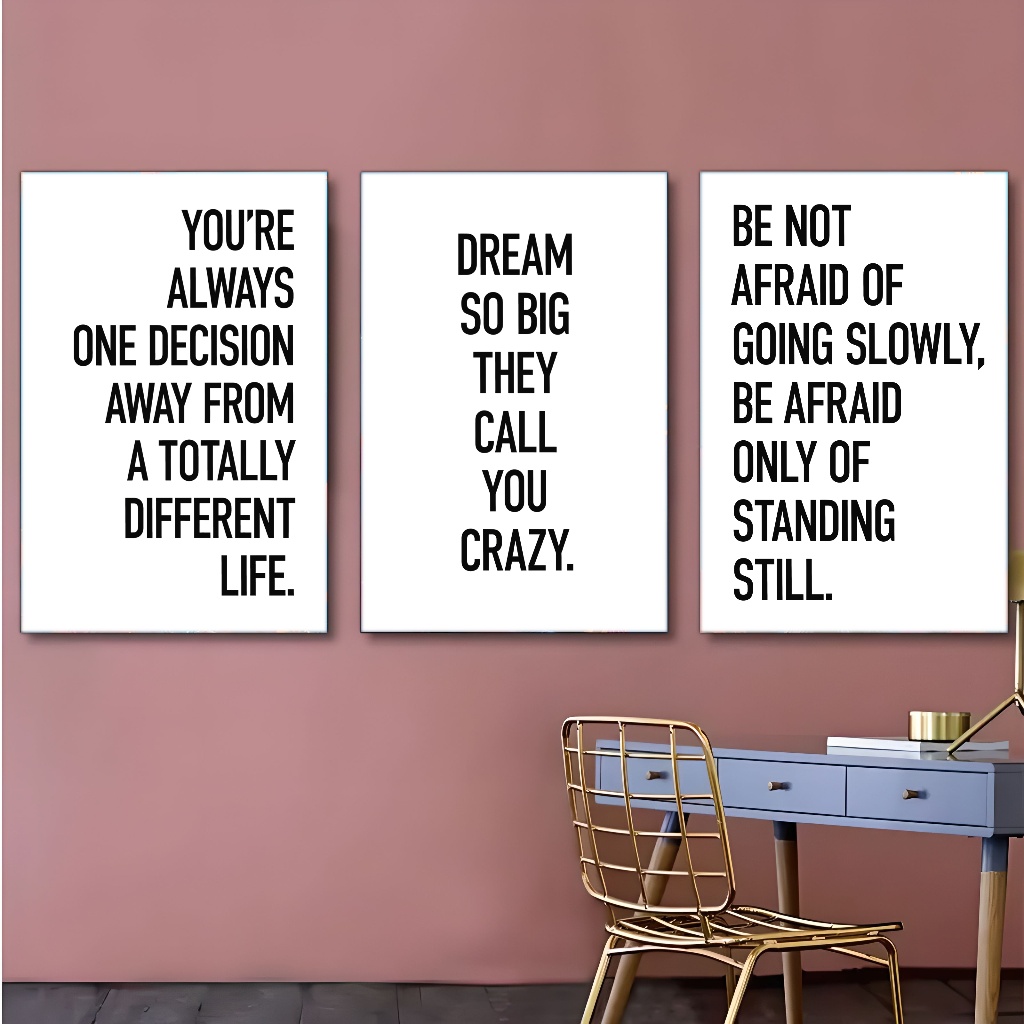 YOU'RE
ALWAYS
ONE DECISION
AWAY FROM
A TOTALLY
DIFFERENT
LIFE.
DREAM
SO BIG
THEY
CALL
YOU
CRAZY.
BE NOT
AFRAID OF
GOING SLOWLY,
BE AFRAID
ONLY OF
STANDING
STILL.